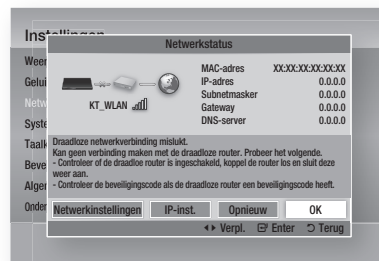 Instellingen
Netwerkstatus
Weer
Gelui
Netw
Syste
Taalk
Beve
Alger
Onder
KT_WLAN
MAC-adres XX:XX:XX:XX:XX:XX
IP-adres 0.0.0.0
Subnetmasker 0.0.0.0
Gateway 0.0.0.0
DNS-server 0.0.0.0
Draadloze netwerkverbinding mislukt.
Kan geen verbinding maken met de draadloze router. Probeer het volgende.
- Controleer of de draadlie router is ingeschakeld, koppel de router los en sluit deze
weer aan.
- Controleer de beveiligingscode als de draadloze router een beveiligingscode heeft.
Netwerkinstellingen IP-inst. Opnieuw OK
Verpl. Enter Terug